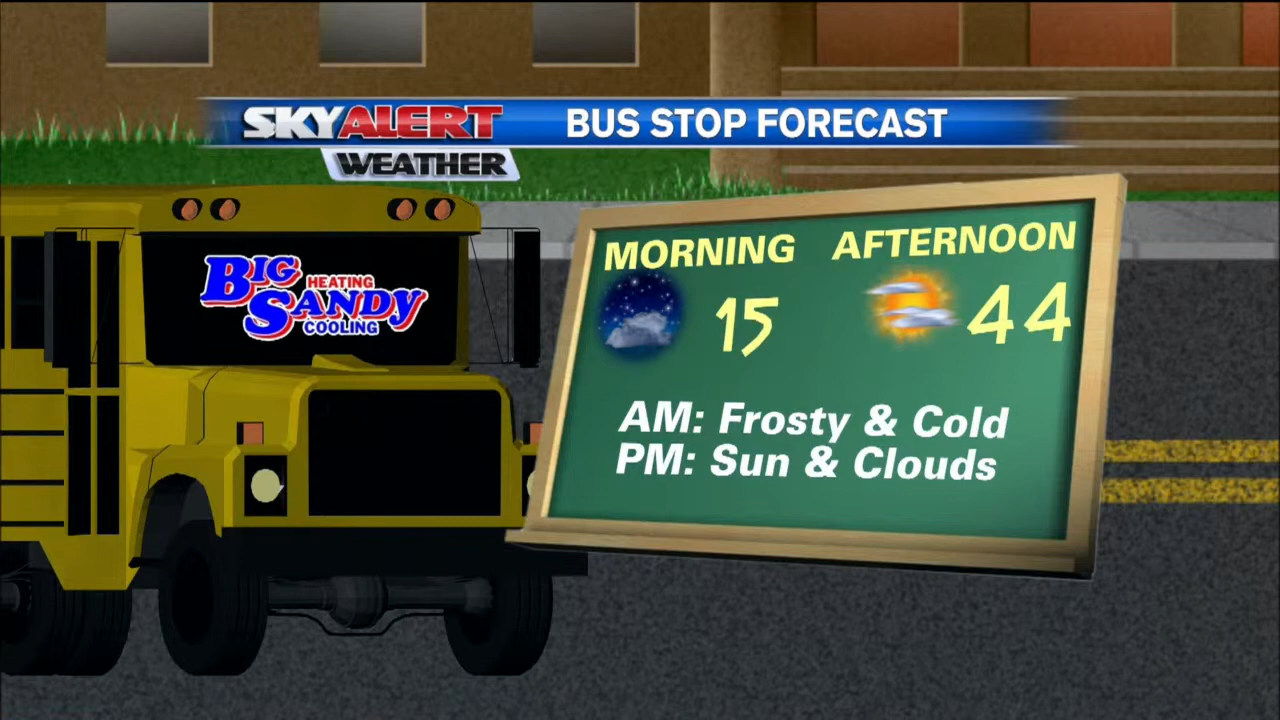 SKYALERT
WEATHER
BUS STOP FORECAST
BIG
HEATING
SANDY
COOLING
MORNING AFTERNOON
15 44
AM: Frosty & Cold
PM: Sun & Clouds